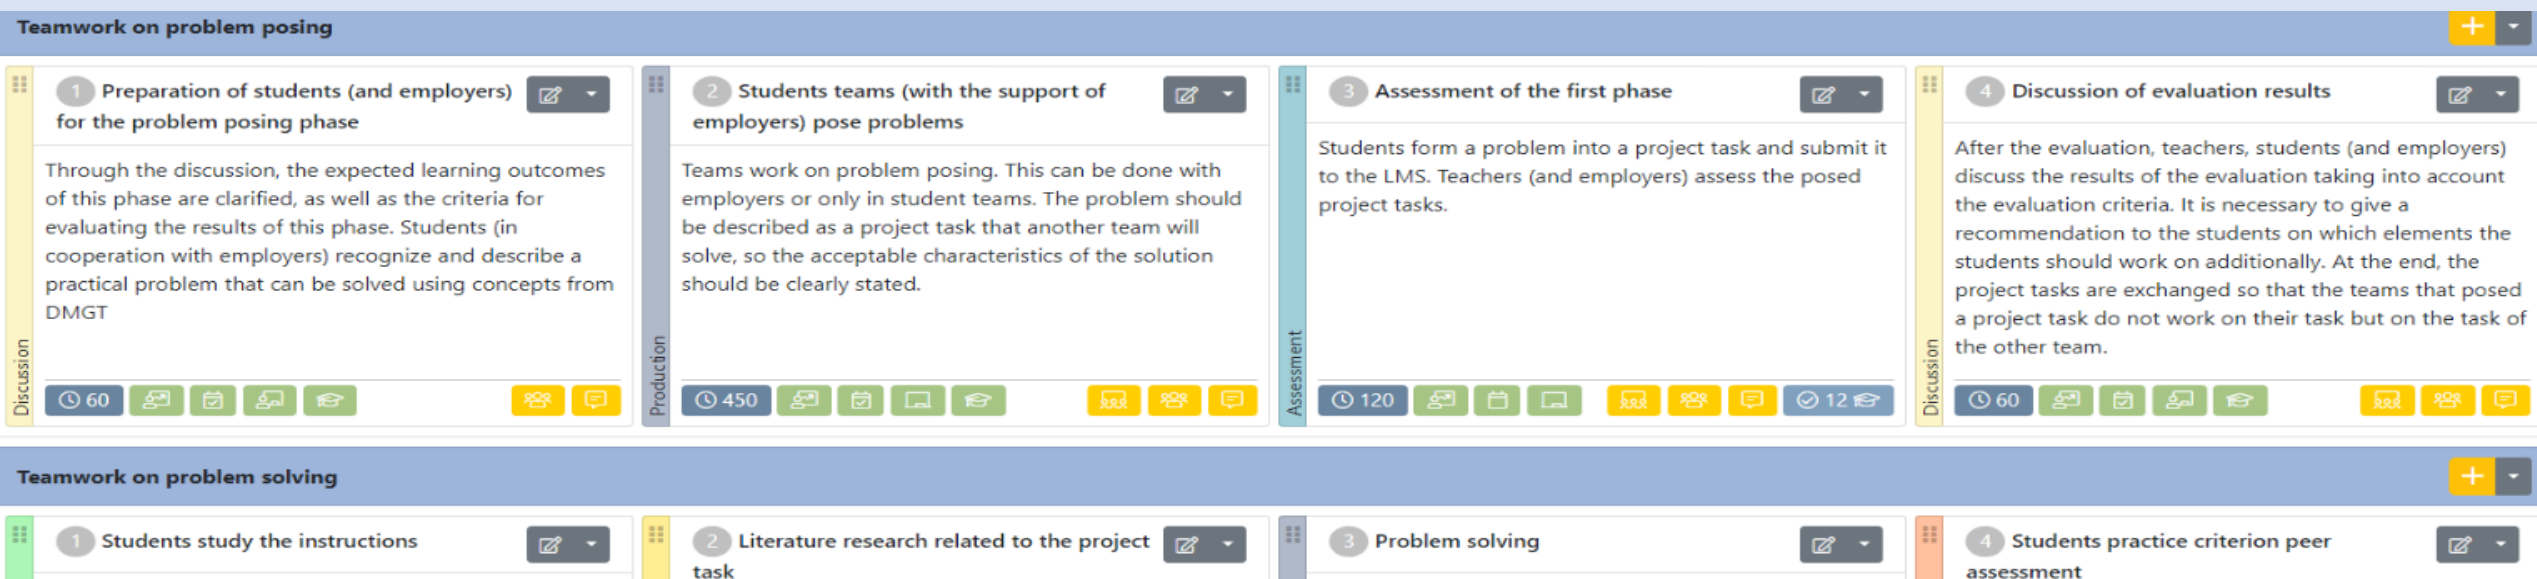 Teamwork on problem posing
1 Preparation of students (and employers)
for the problem posing phase
Through the discussion, the expected learning outcomes
of this phase are clarified, as well as the criteria for
evaluating the results of this phase. Students (in
cooperation with employers) recognize and describe a
practical problem that can be solved using concepts from
DMGT
Discussion
60
2 Students teams (with the support of
employers) pose problems
Teams work on problem posing. This can be done with
employers or only in student teams. The problem should
be described as a project task that another team will
solve, so the acceptable characteristics of the solution
should be clearly stated.
Production
450
3 Assessment of the first phase
Students form a problem into a project task and submit it
to the LMS. Teachers (and employers) assess the posed
project tasks.
Assessment
120
12
4 Discussion of evaluation results
After the evaluation, teachers, students (and employers)
discuss the results of the evaluation taking into account
the evaluation criteria. It is necessary to give a
recommendation to the students on which elements the
students should work on additionally. At the end, the
project tasks are exchanged so that the teams that posed
a project task do not work on their task but on the task of
the other team.
Discussion
60
Teamwork on problem solving
1 Students study the instructions
2 Literature research related to the project
task
3 Problem solving
4 Students practice criterion peer
assessment